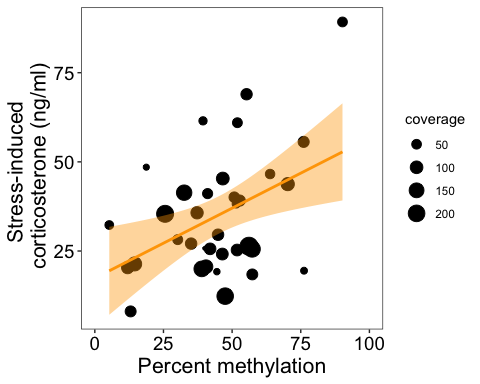 Stress-induced
corticosterone (ng/ml)
75
50
25
0 25 50 75 100
Percent methylation
coverage
50
100
150
200